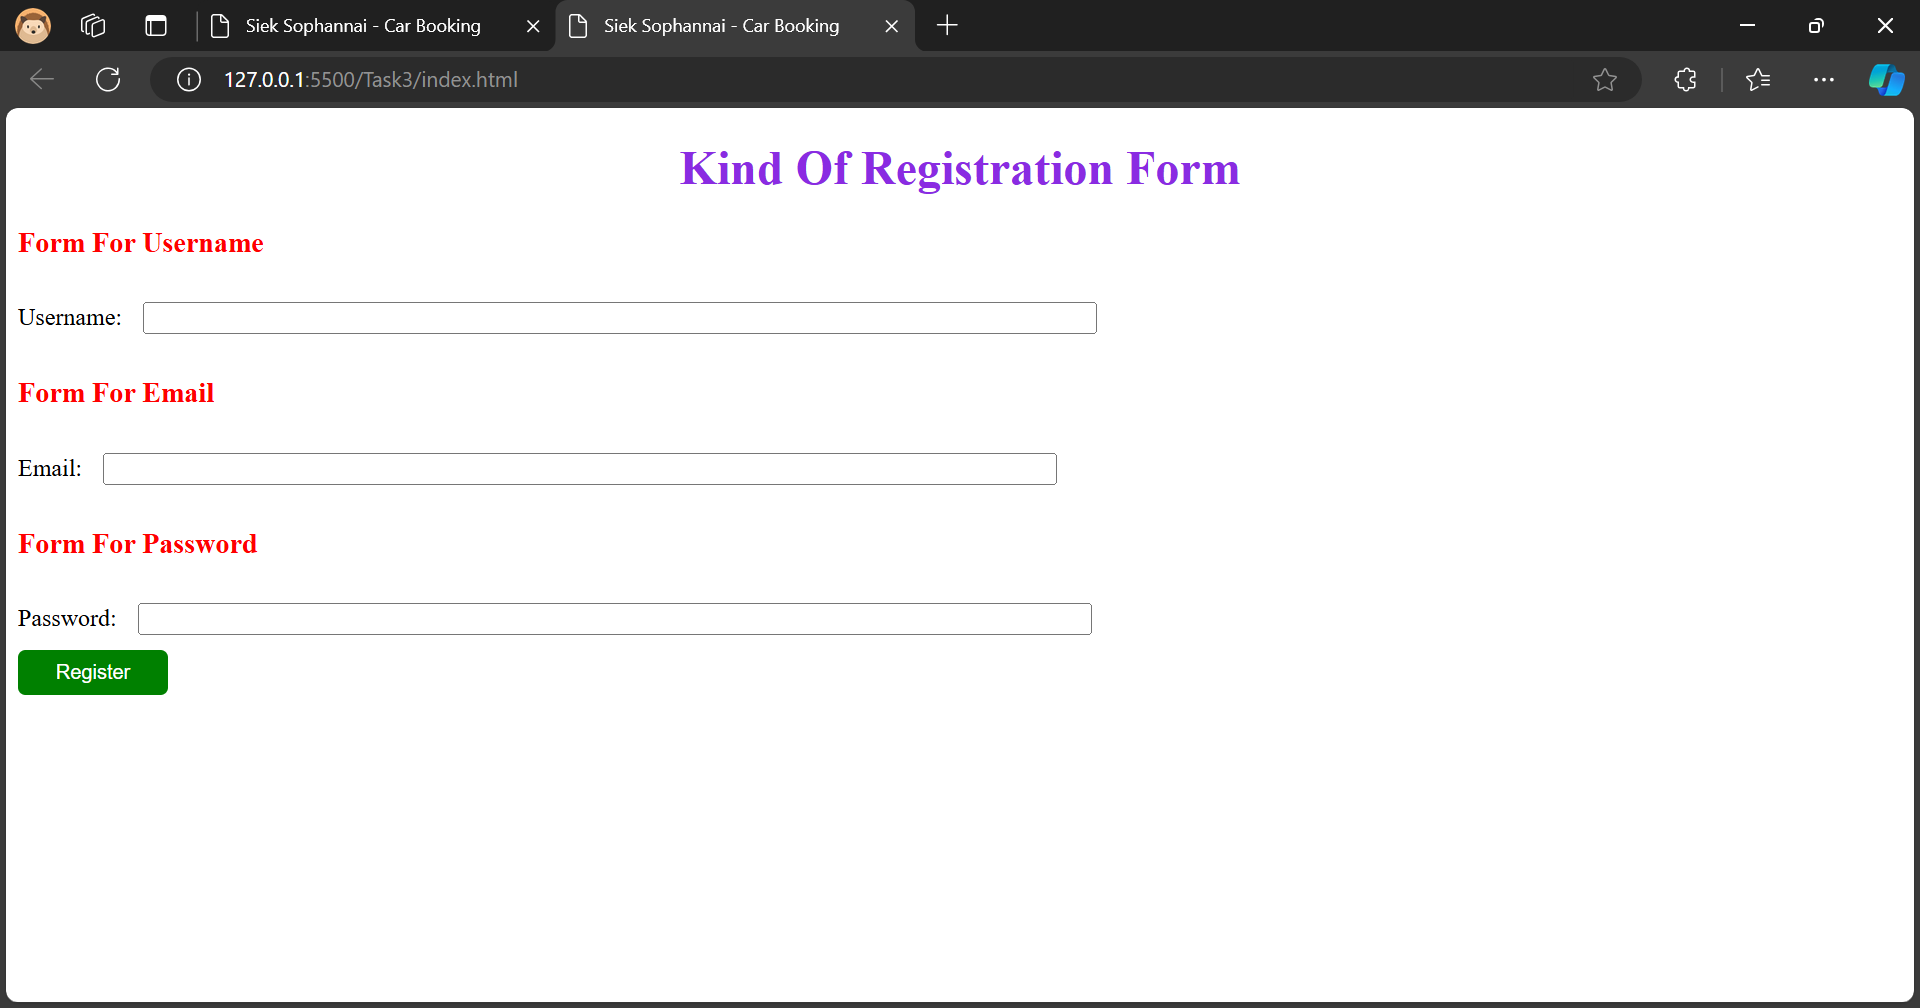 Siek Sophannai - Car Booking
Siek Sophannai - Car Booking
127.0.0.1:5500/Task3/index.html
Kind Of Registration Form
Form For Username
Username:
Form For Email
Email:
Form For Password
Password:
Register